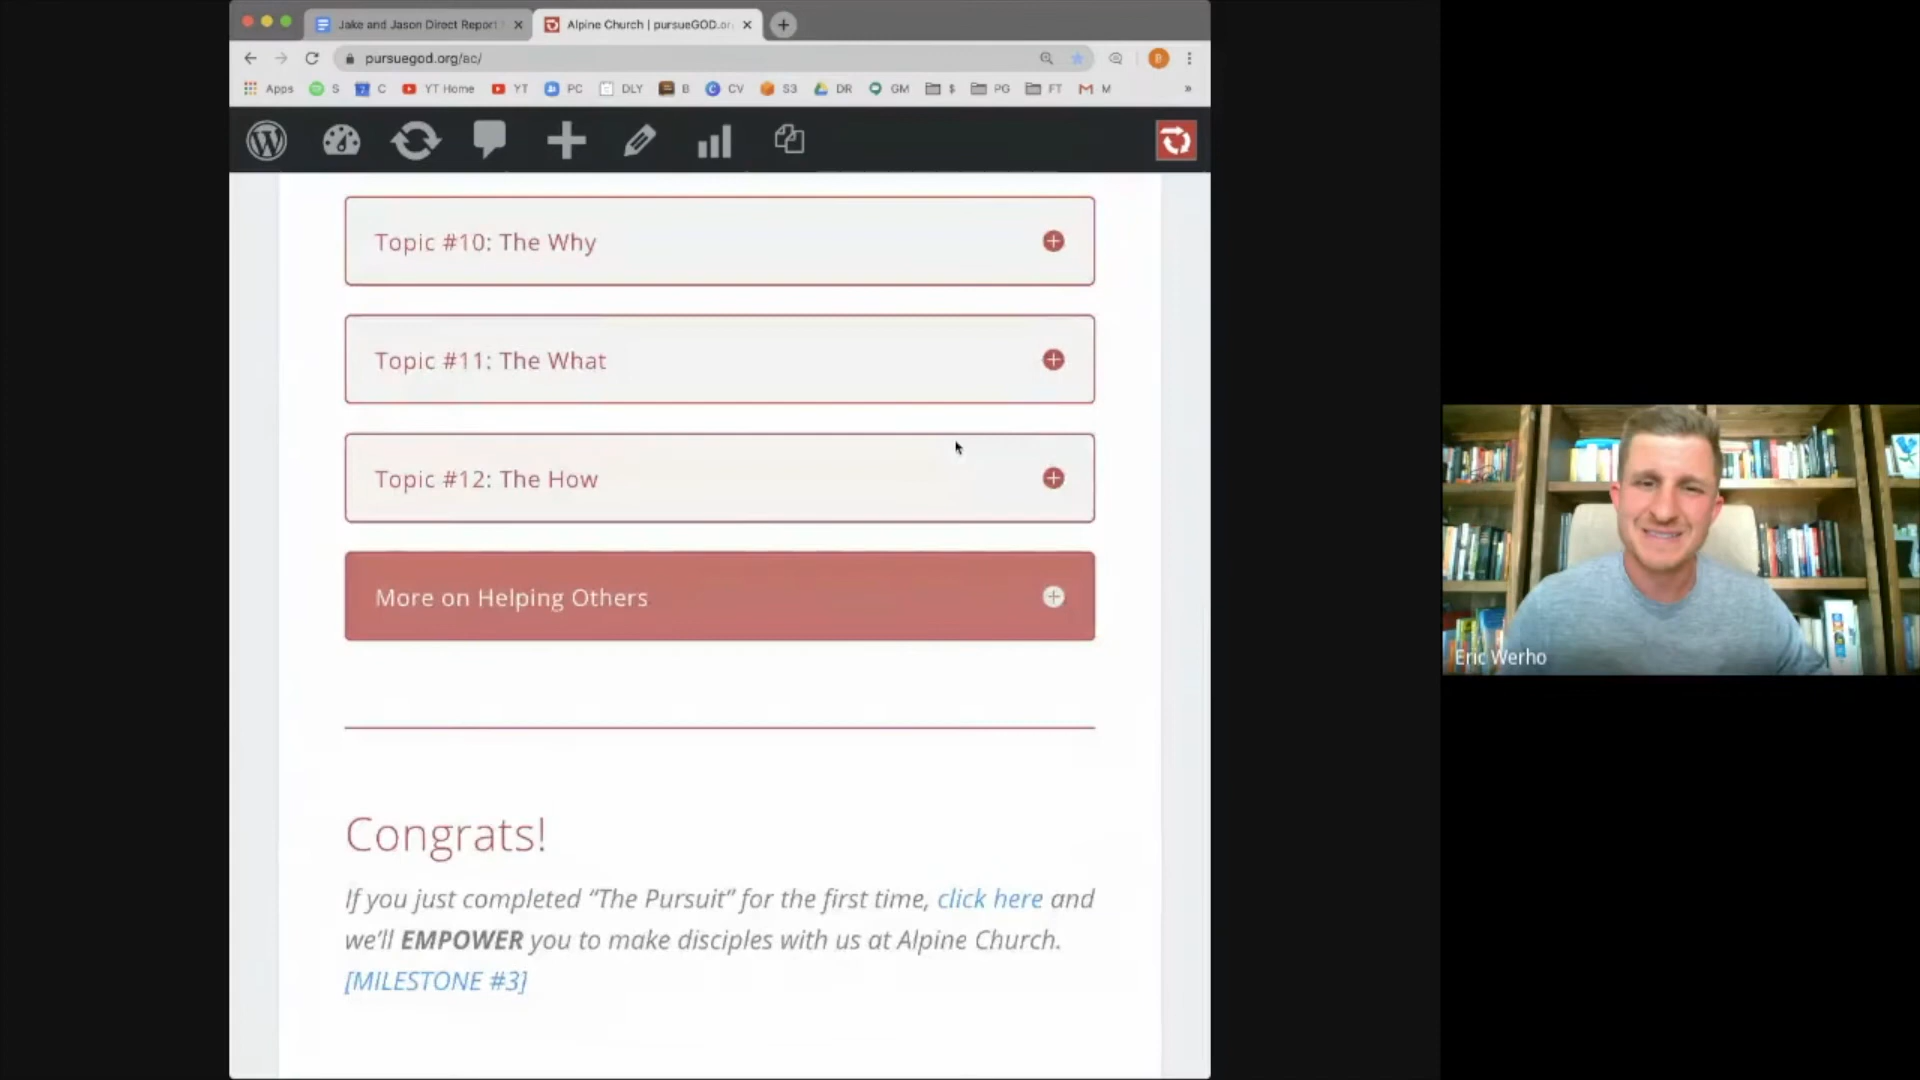 Jake and Jason Direct Report
Alpine Church | pursueGOD.or
pursuegod.org/ac/
B
Apps S C YT Home YT PC DLY B CV S3 DR GM $ PG FT M »
Topic #10: The Why
Topic #11: The What
Topic #12: The How
More on Helping Others
Congrats!
If you just completed “The Pursuit” for the first time, click here and
we’ll EMPOWER you to make disciples with us at Alpine Church.
[MILESTONE #3]
Eric Werho